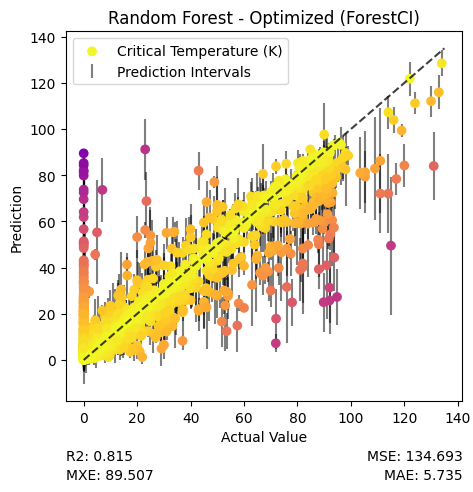 Random Forest - Optimized (ForestCI)
Critical Temperature (K)
Prediction Intervals
140
120
100
80
60
40
20
0
Prediction
0 20 40 60 80 100 120 140
Actual Value
R2: 0.815 MSE: 134.693
MXE: 89.507 MAE: 5.735